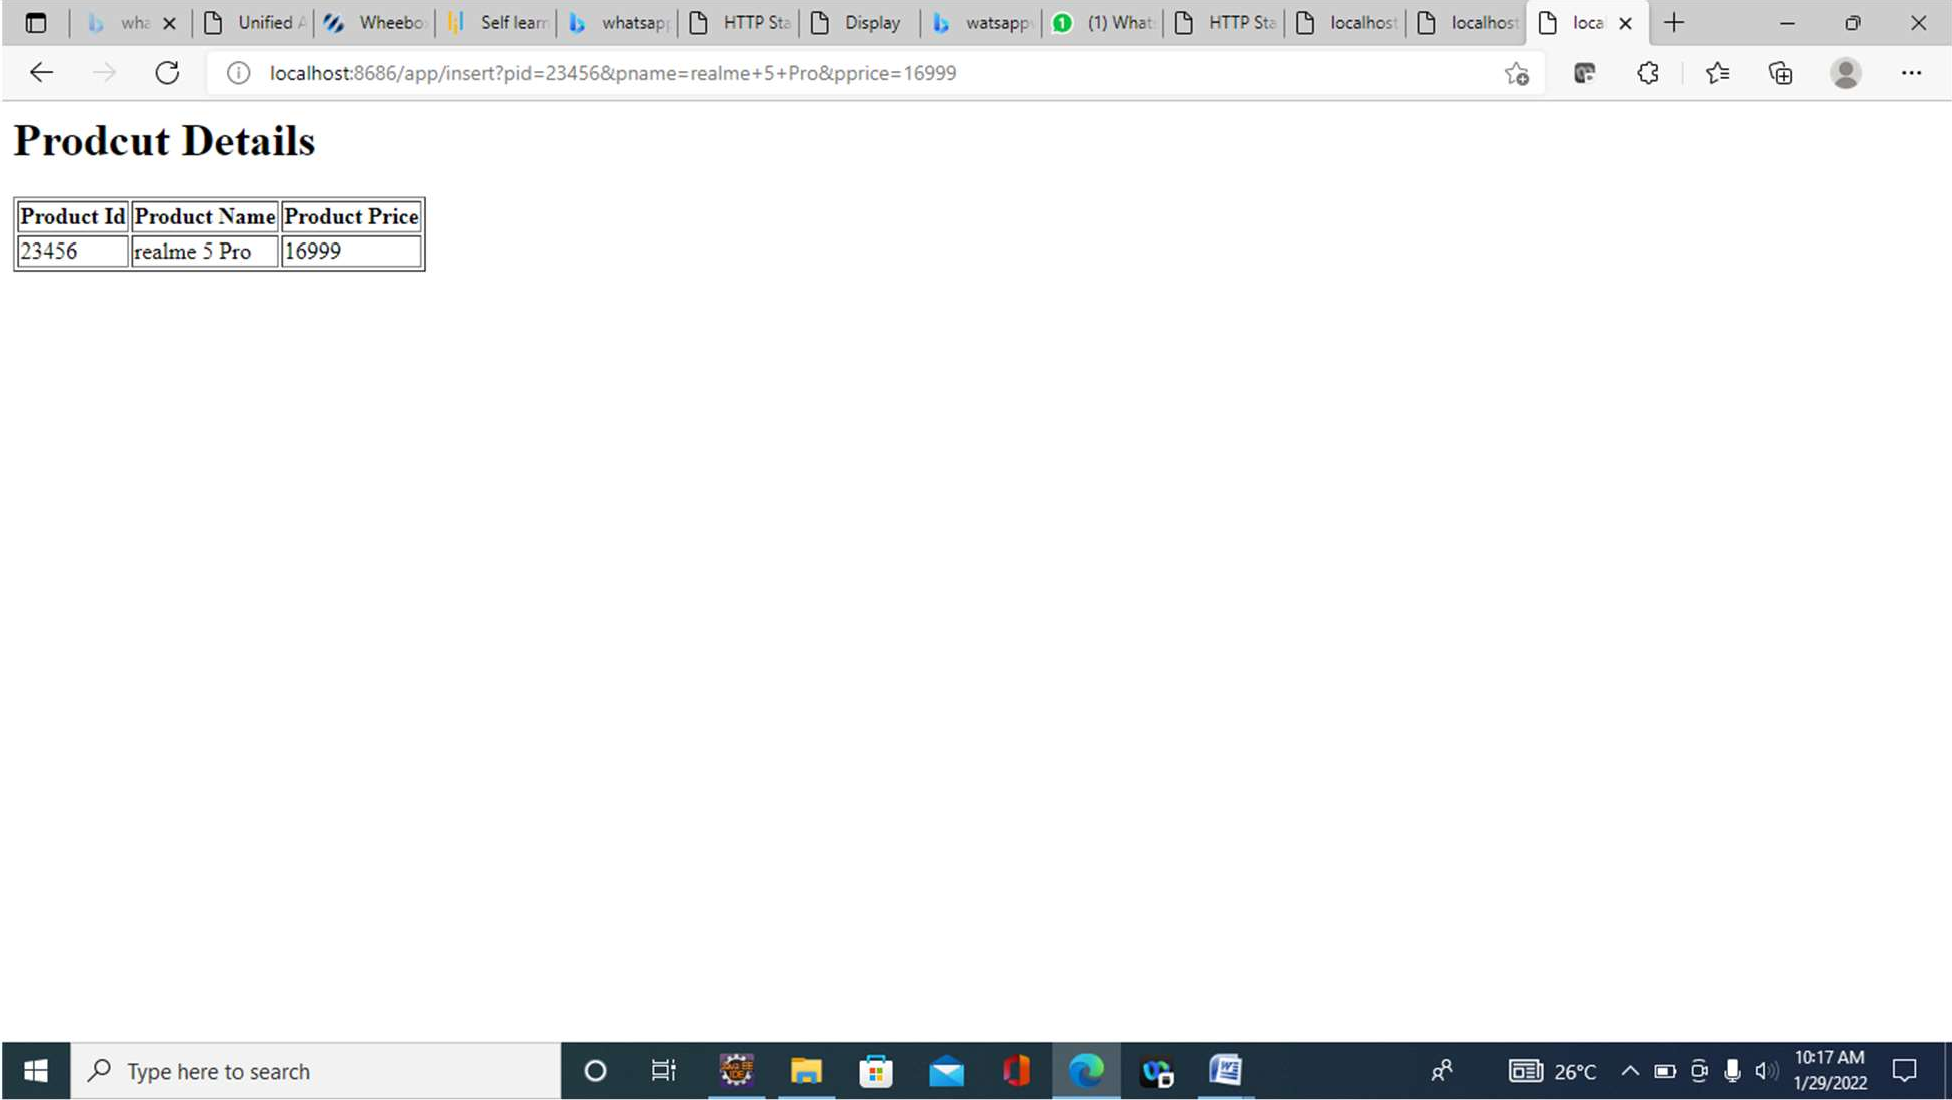 wha Unified A Wheebo Self learn whatsap HTTP Sta Display watsapp (1) What HTTP Sta localhost localhost loca
localhost:8686/app/insert?pid=23456&pname=realme+5+Pro&pprice=16999
Prodcut Details
Product Id Product Name Product Price
23456 realme 5 Pro 16999
Type here to search 26°C 10:17 AM
1/29/2022